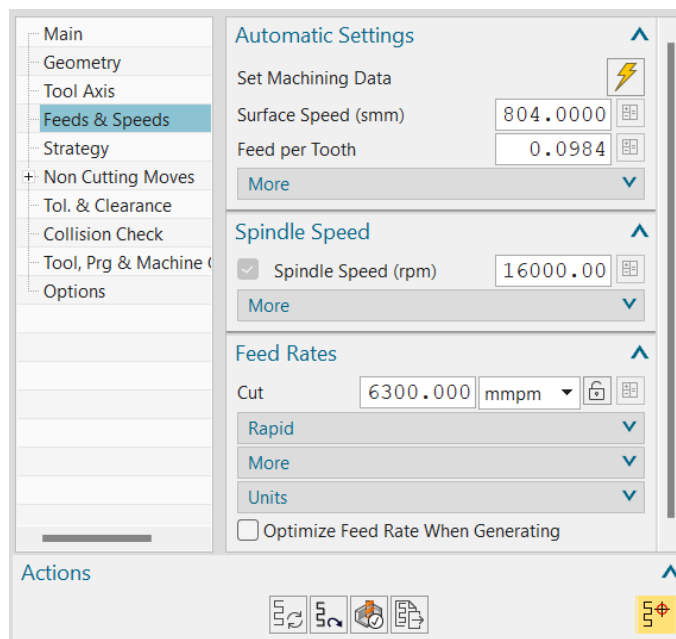 Main
Geometry
Tool Axis
Feeds & Speeds
Strategy
Non Cutting Moves
Tol. & Clearance
Collision Check
Tool, Prg & Machine
Options
Automatic Settings
Set Machining Data
Surface Speed (smm) 804.0000
Feed per Tooth 0.0984
More
Spindle Speed
Spindle Speed (rpm) 16000.00
More
Feed Rates
Cut 6300.000 mmpm
Rapid
More
Units
Optimize Feed Rate When Generating
Actions